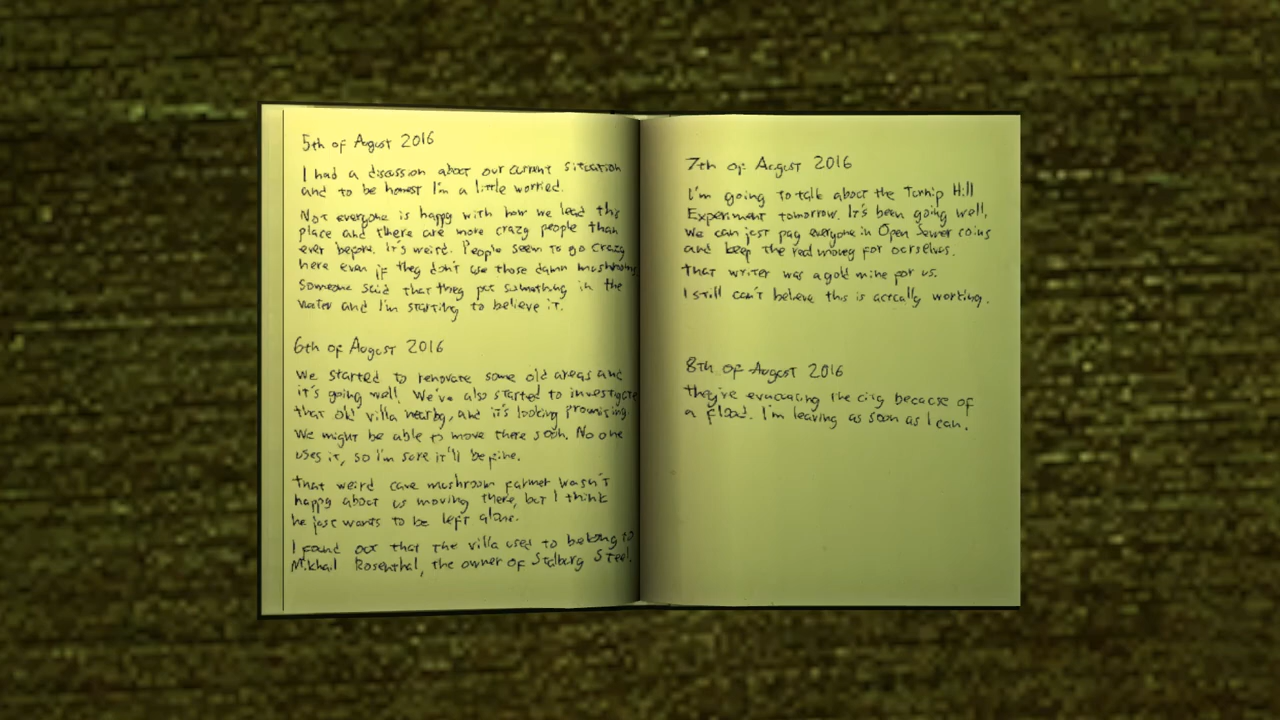 5th of August 2016
I had a discussion about our current situation
and to be honest I'm a little worried.
Not everyone is happy with how we lead this
place and there are more crazy people than
ever before. It's weird. People seem to go crazy
here even if they don't use those damn mushrooms
Someone said that they put something in the
water and I'm starting to believe it.
6th of August 2016
We started to renovate some old areas and
it's going well. We've also started to investigate
that old villa nearby, and it's looking promising.
We might be able to move there soon. No one
uses it, so I'm sure it'll be fine.
That weird cave mushroom farmer wasn't
happy about us moving there, but I think
he just wants to be left alone.
I found out that the villa used to belong to
Mikhail Rosenthal, the owner of Stalburg Steel.
7th of August 2016
I'm going to talk about the Turnip Hill
Experiment tomorrow. It's been going well,
we can just pay everyone in Open Sewer coins
and keep the real money for ourselves.
That writer was a gold mine for us.
I still can't believe this is actually working.
8th of August 2016
They're evacuating the city because of
a flood. I'm leaving as soon as I can.